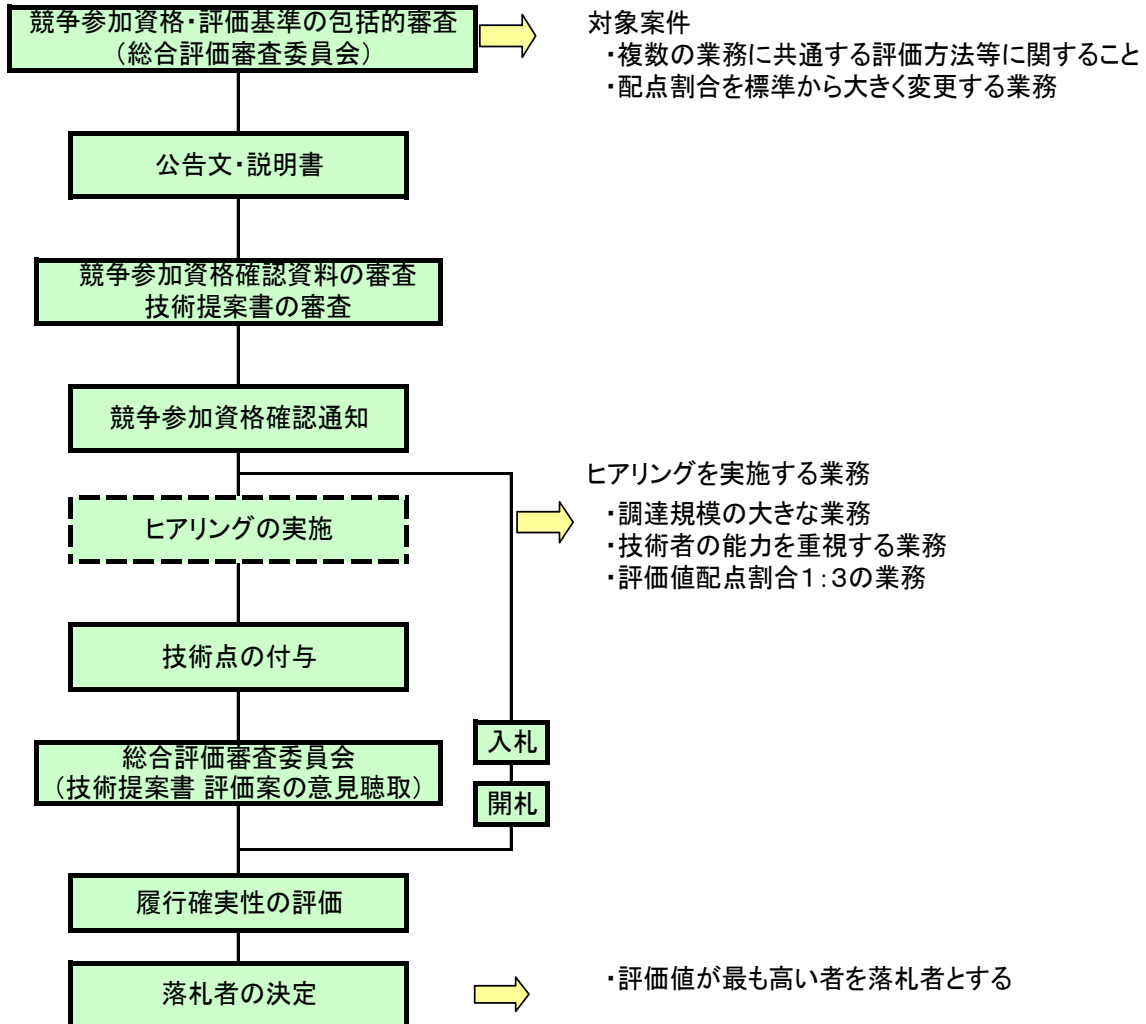 競争参加資格・評価基準の包括的審査
（総合評価審査委員会）
対象案件
・複数の業務に共通する評価方法等に関すること
・配点割合を標準から大きく変更する業務
公告文・説明書
競争参加資格確認資料の審査
技術提案書の審査
競争参加資格確認通知
ヒアリングを実施する業務
・調達規模の大きな業務
・技術者の能力を重視する業務
・評価値配点割合１：３の業務
ヒアリングの実施
技術点の付与
入札
開札
総合評価審査委員会
（技術提案書 評価案の意見聴取）
履行確実性の評価
落札者の決定
・評価値が最も高い者を落札者とする